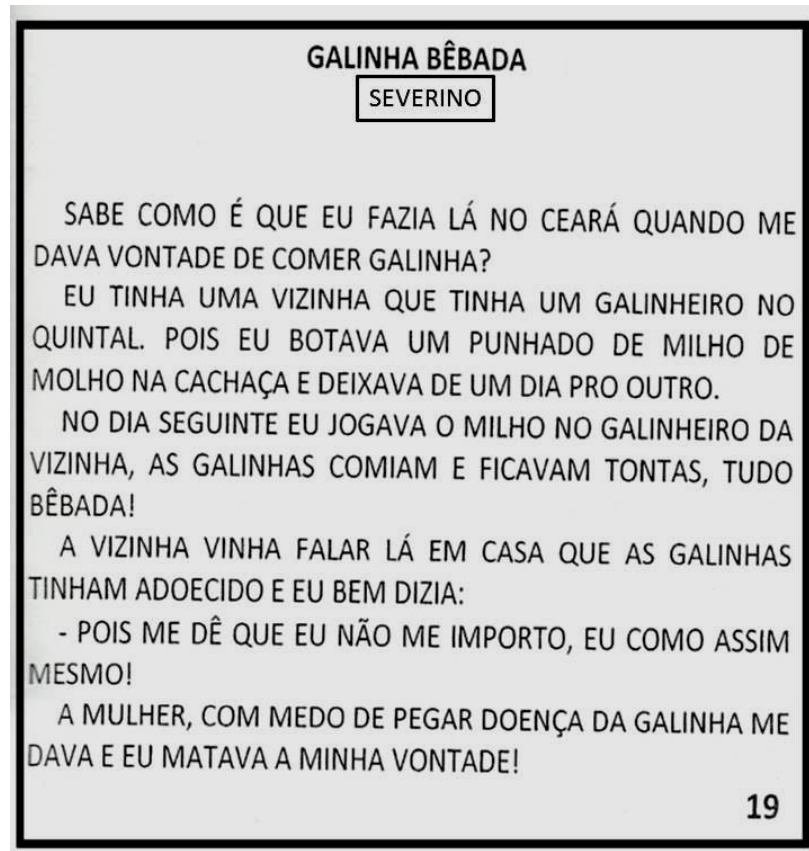 GALINHA BÊBADA
SEVERINO
SABE COMO É QUE EU FAZIA LÁ NO CEARÁ QUANDO ME
DAVA VONTADE DE COMER GALINHA?
EU TINHA UMA VIZINHA QUE TINHA UM GALINHEIRO NO
QUINTAL. POIS EU BOTAVA UM PUNHADO DE MILHO DE
MOLHO NA CACHAÇA E DEIXAVA DE UM DIA PRO OUTRO.
NO DIA SEGUINTE EU JOGAVA O MILHO NO GALINHEIRO DA
VIZINHA, AS GALINHAS COMIAM E FICAVAM TONTAS, TUDO
BÊBADA!
A VIZINHA VINHA FALAR LÁ EM CASA QUE AS GALINHAS
TINHAM ADOECIDO E EU BEM DIZIA:
- POIS ME DÊ QUE EU NÃO ME IMPORTO, EU COMO ASSIM
MESMO!
A MULHER, COM MEDO DE PEGAR DOENÇA DA GALINHA ME
DAVA E EU MATAVA A MINHA VONTADE!
19